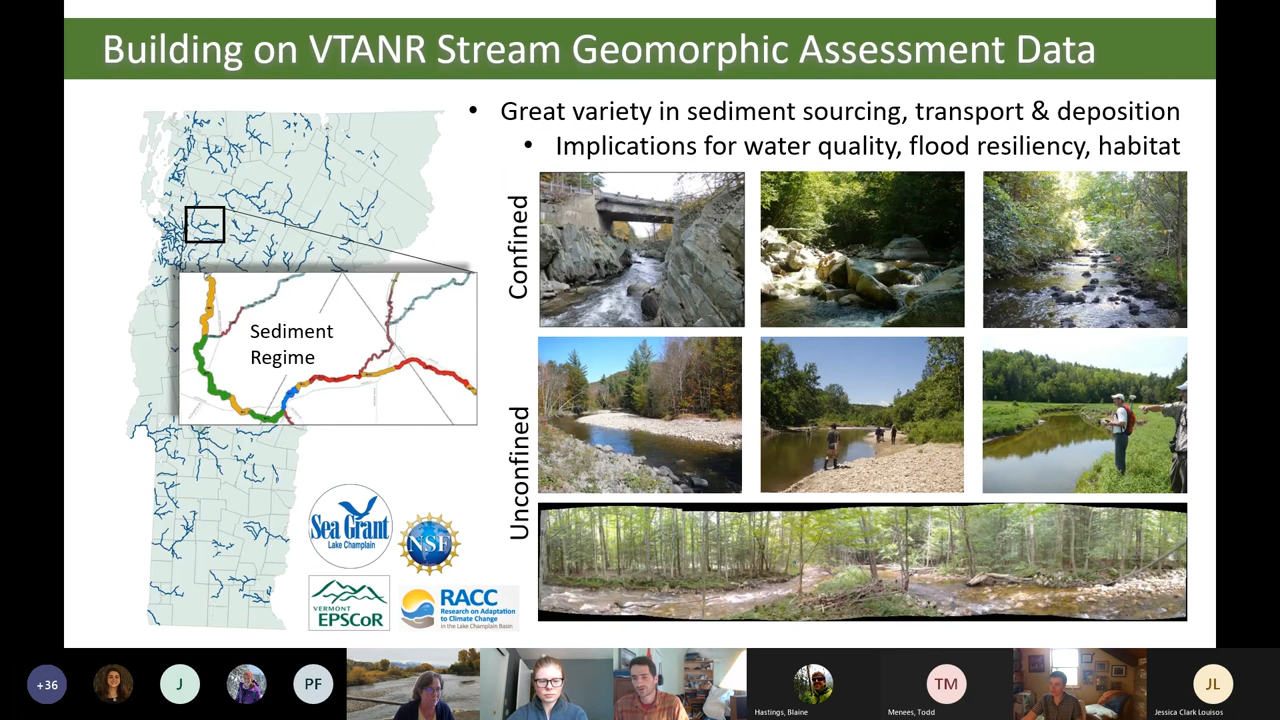 Building on VTANR Stream Geomorphic Assessment Data
• Great variety in sediment sourcing, transport & deposition
• Implications for water quality, flood resiliency, habitat
Confined
Unconfined
Sediment
Regime
Sea Grant
Lake Champlain
NSF
VERMONT
EPSCoR
RACC
Research on Adaptation
to Climate Change
in the Lake Champlain Basin
+36
J
PF
Hastings, Blaine
TM
Menees, Todd
JL
Jessica Clark Louisos